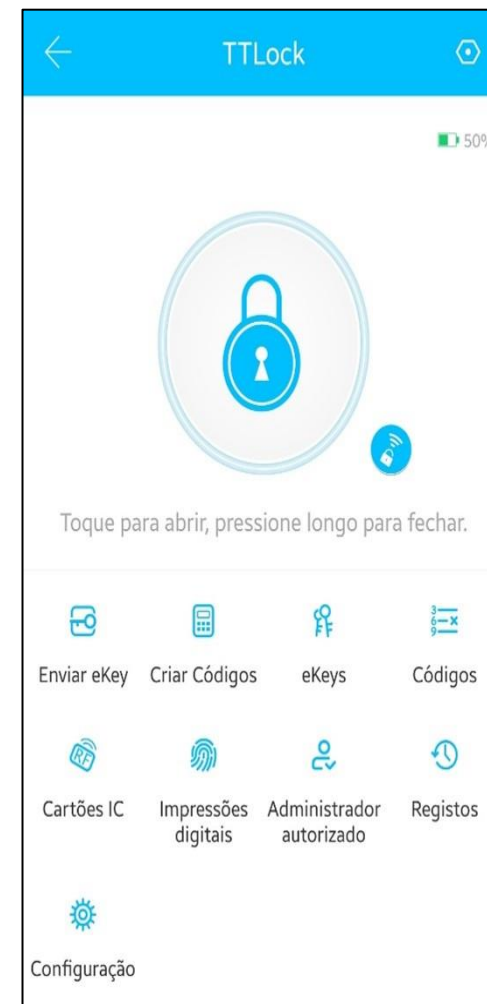 TTLock
50%
Toque para abrir, pressione longo para fechar.
Enviar eKey
Criar Códigos
eKeys
Códigos
Cartões IC
Impressões
digitais
Administrador
autorizado
Registos
Configuração